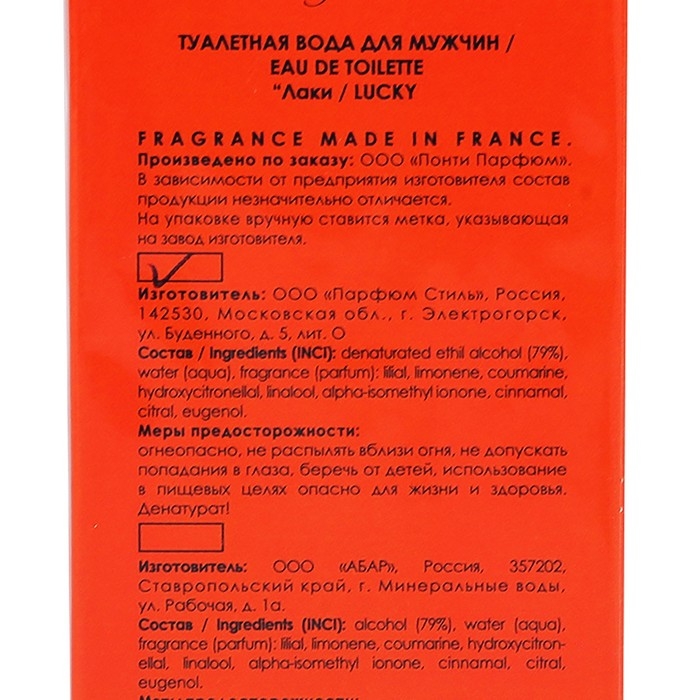 ТУАЛЕТНАЯ ВОДА ДЛЯ МУЖЧИН /
EAU DE TOILETTE
“Лаки / LUCKY
FRAGRANCE MADE IN FRANCE.
Произведено по заказу: ООО «Понти Парфюм».
В зависимости от предприятия изготовителя состав
продукции незначительно отличается.
На упаковке вручную ставится метка, указывающая
на завод изготовителя.
Изготовитель: ООО «Парфюм Стиль», Россия,
142530, Московская обл., г. Электрогорск,
ул. Буденного, д. 5, лит. О
Состав / Ingredients (INCI): denaturated ethil alcohol (79%),
water (aqua), fragrance (parfum): lilial, limonene, coumarine,
hydroxycitronellal, linalool, alpha-isomethyl ionone, cinnamal,
citral, eugenol.
Меры предосторожности:
огнеопасно, не распылять вблизи огня, не допускать
попадания в глаза, беречь от детей, использование
в пищевых целях опасно для жизни и здоровья.
Денатурат!
Изготовитель: ООО «АБАР», Россия, 357202,
Ставропольский край, г. Минеральные воды,
ул. Рабочая, д. 1а.
Состав / Ingredients (INCI): alcohol (79%), water (aqua),
fragrance (parfum): lilial, limonene, coumarine, hydroxycitron-
ellal, linalool, alpha-isomethyl ionone, cinnamal, citral,
eugenol.
Меры предосторожности: